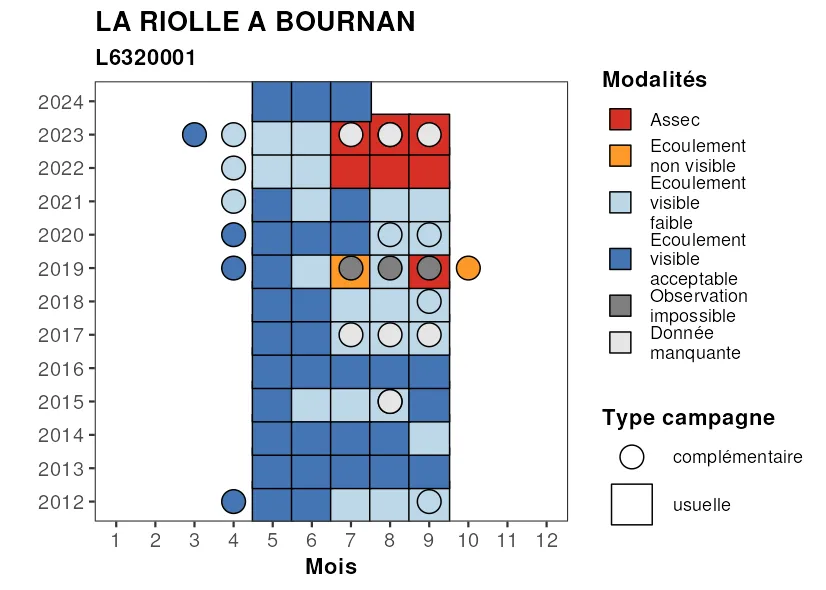 LA RIOLLE A BOURNAN
L6320001
2024
2023
2022
2021
2020
2019
2018
2017
2016
2015
2014
2013
2012
1 2 3 4 5 6 7 8 9 10 11 12
Mois
Modalités
Assec
Ecoulement
non visible
Ecoulement
visible
faible
Ecoulement
visible
acceptable
Observation
impossible
Donnée
manquante
Type campagne
complémentaire
usuelle